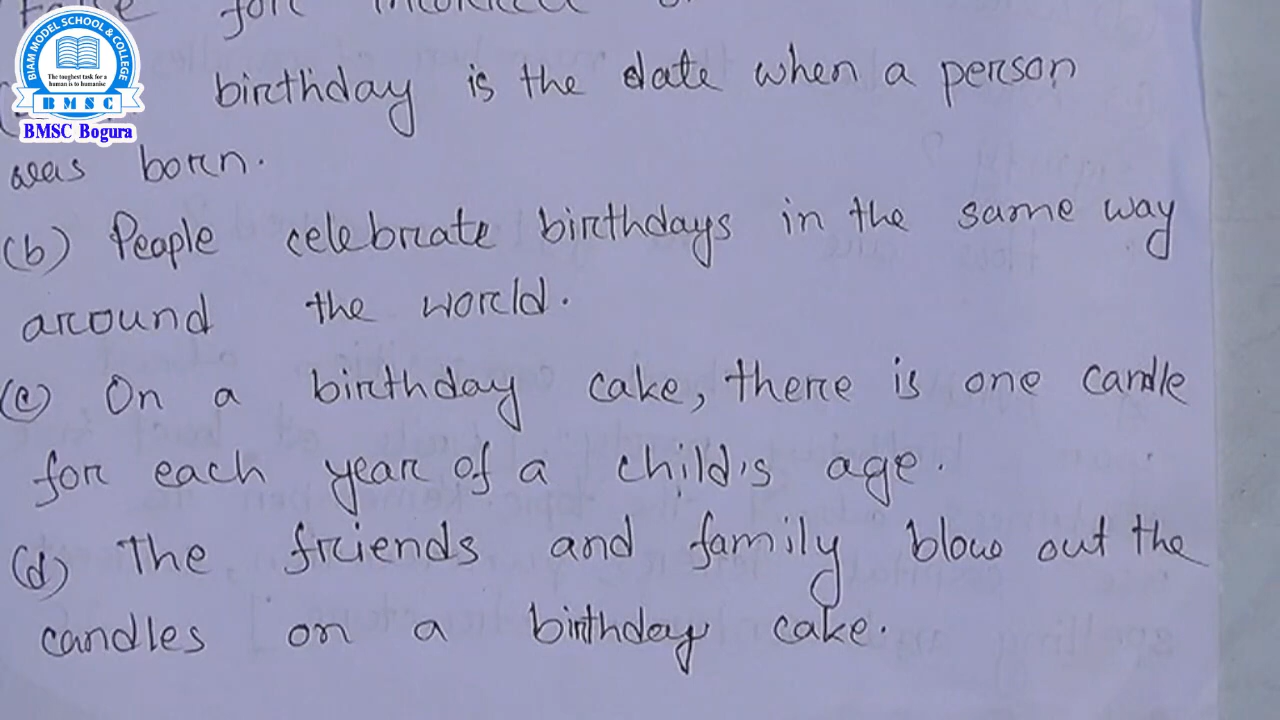 for incorrect
BIAM MODEL SCHOOL & COLLEGE
The toughest task for a
human is to humanise
BMSC
BMSC Bogura
birthday is the date when a person
was born.
(b) People celebrate birthdays in the same way
around the world.
(c) On a birthday cake, there is one candle
for each year of a child's age.
(d) The friends and family blow out the
candles on a birthday cake.